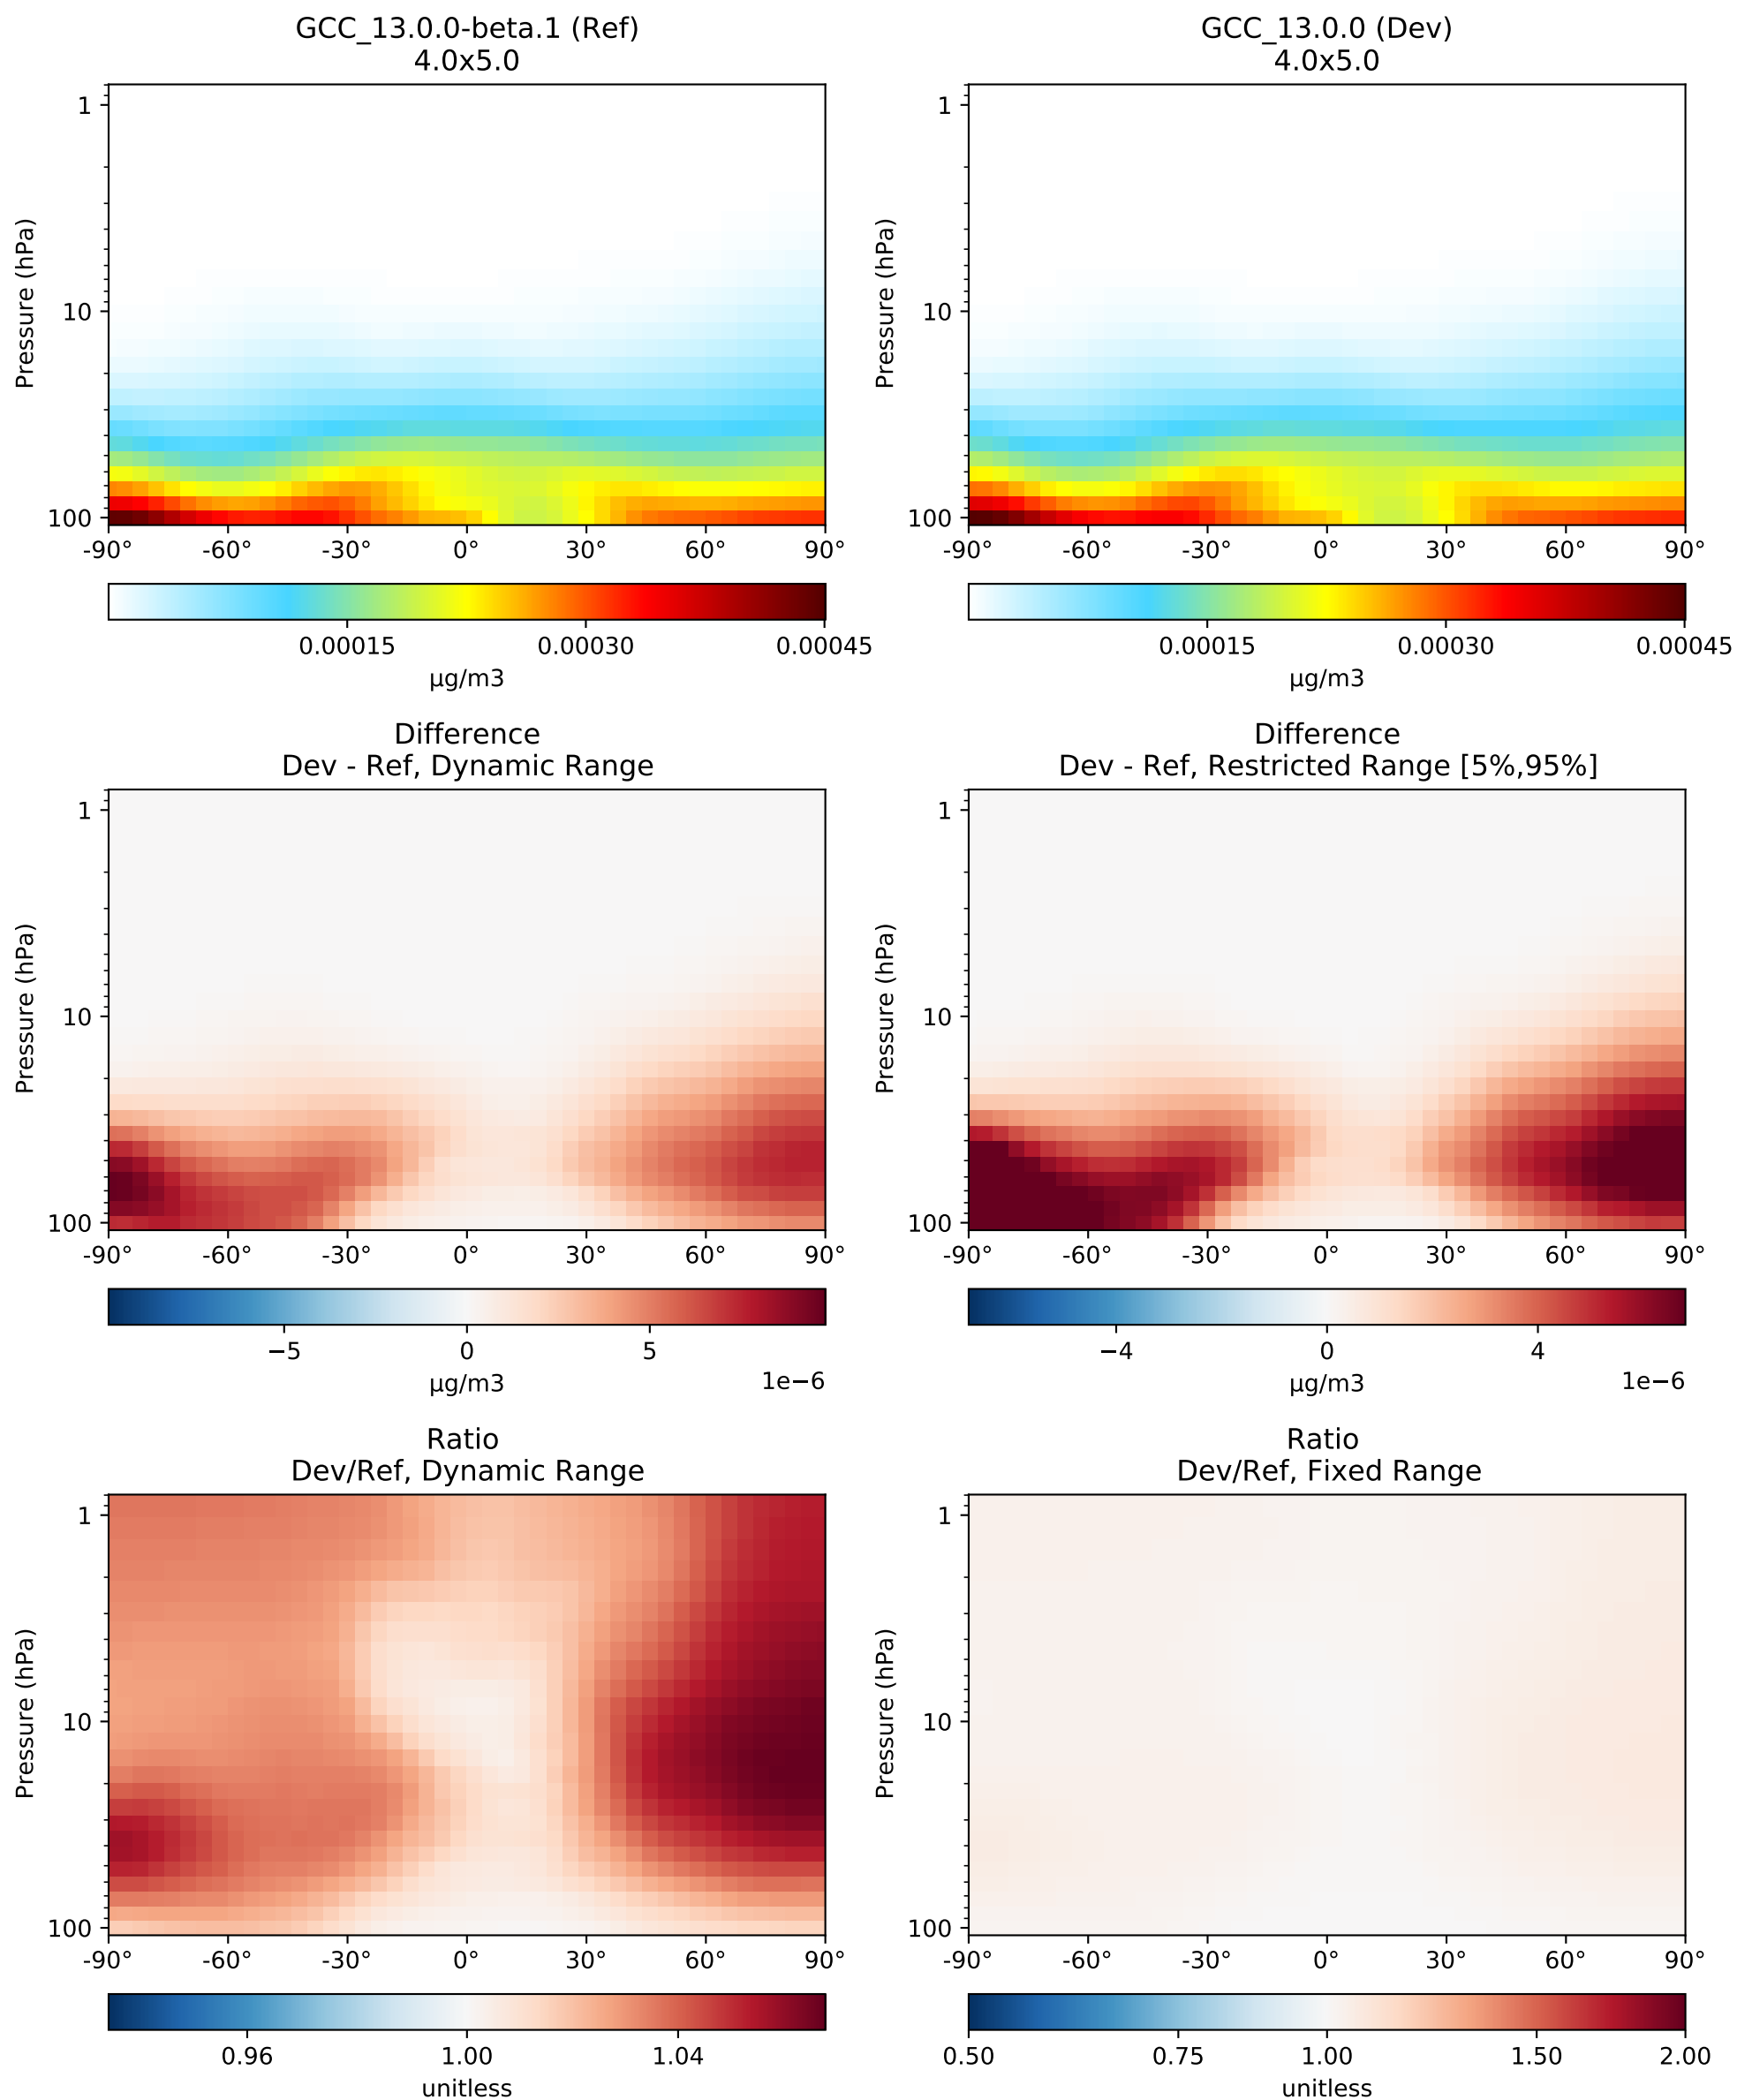 GCC_13.0.0-beta.1 (Ref)
4.0x5.0
Pressure (hPa)
1
10
100
-90° -60° -30° 0° 30° 60° 90°
0.00015 0.00030 0.00045
µg/m3
GCC_13.0.0 (Dev)
4.0x5.0
Pressure (hPa)
1
10
100
-90° -60° -30° 0° 30° 60° 90°
0.00015 0.00030 0.00045
µg/m3
Difference
Dev - Ref, Dynamic Range
Pressure (hPa)
1
10
100
-90° -60° -30° 0° 30° 60° 90°
−5 0 5
µg/m3 1e−6
Difference
Dev - Ref, Restricted Range [5%,95%]
Pressure (hPa)
1
10
100
-90° -60° -30° 0° 30° 60° 90°
−4 0 4
µg/m3 1e−6
Ratio
Dev/Ref, Dynamic Range
Pressure (hPa)
1
10
100
-90° -60° -30° 0° 30° 60° 90°
0.96 1.00 1.04
unitless
Ratio
Dev/Ref, Fixed Range
Pressure (hPa)
1
10
100
-90° -60° -30° 0° 30° 60° 90°
0.50 0.75 1.00 1.50 2.00
unitless